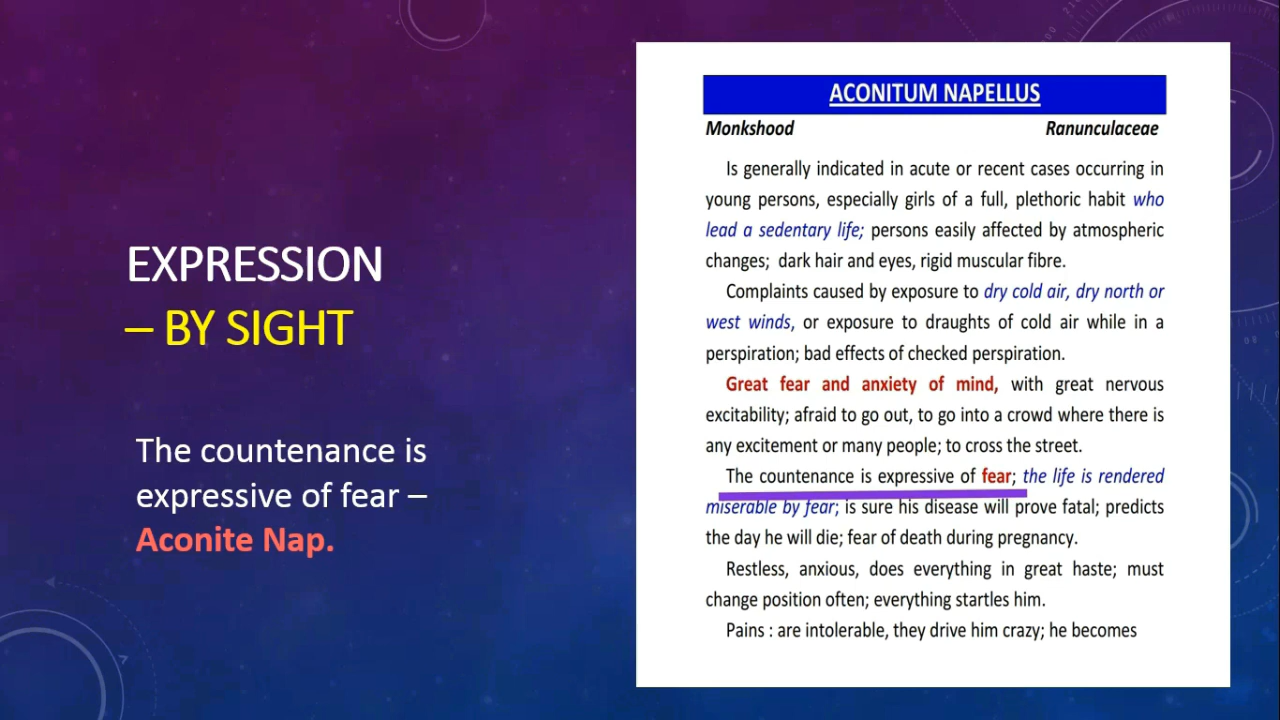 EXPRESSION
– BY SIGHT
The countenance is
expressive of fear –
Aconite Nap.
ACONITUM NAPELLUS
Monkshood Ranunculaceae
Is generally indicated in acute or recent cases occurring in
young persons, especially girls of a full, plethoric habit who
lead a sedentary life; persons easily affected by atmospheric
changes; dark hair and eyes, rigid muscular fibre.
Complaints caused by exposure to dry cold air, dry north or
west winds, or exposure to draughts of cold air while in a
perspiration; bad effects of checked perspiration.
Great fear and anxiety of mind, with great nervous
excitability; afraid to go out, to go into a crowd where there is
any excitement or many people; to cross the street.
The countenance is expressive of fear; the life is rendered
miserable by fear; is sure his disease will prove fatal; predicts
the day he will die; fear of death during pregnancy.
Restless, anxious, does everything in great haste; must
change position often; everything startles him.
Pains : are intolerable, they drive him crazy; he becomes